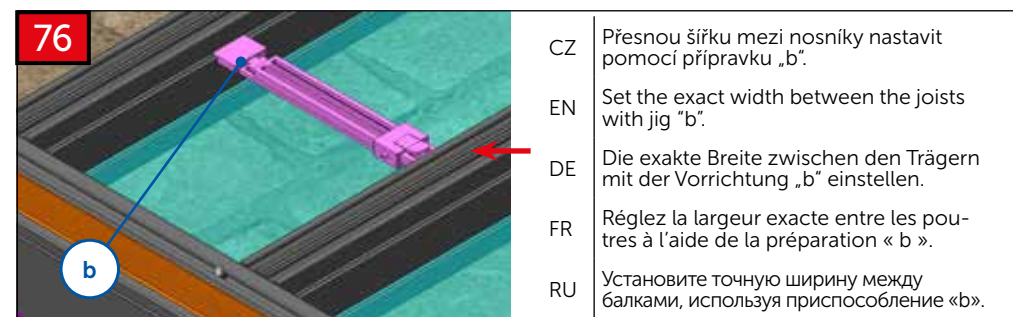 76
b
CZ
Přesnou šířku mezi nosníky nastavit
pomocí přípravku „b“.
EN
Set the exact width between the joists
with jig “b”.
DE
Die exakte Breite zwischen den Trägern
mit der Vorrichtung „b“ einstellen.
FR
Réglez la largeur exacte entre les pou-
tres à l'aide de la préparation « b ».
RU
Установите точную ширину между
балками, используя приспособление «b».